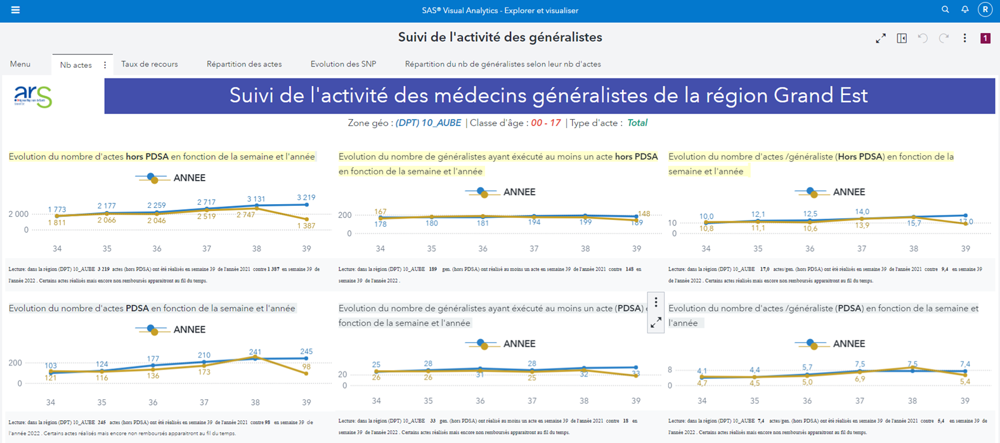 SAS® Visual Analytics - Explorer et visualiser
R
Suivi de l'activité des généralistes
1
Menu
Nb actes
Taux de recours
Répartition des actes
Evolution des SNP
Répartition du nb de généralistes selon leur nb d'actes
ars
Suivi de l'activité des médecins généralistes de la région Grand Est
Zone géo : (DPT) 10_AUBE | Classe d'âge : 00 - 17 | Type d'acte : Total
Evolution du nombre d'actes hors PDSA en fonction de la semaine et l'année
ANNEE
1 773 2 177 2 259 2 717 3 131 3 219
2 000
1 811 2 066 2 046 2 519 2 747 1 387
0
34 35 36 37 38 39
Lecture: dans la région (DPT) 10_AUBE 3 219 actes (hors PDSA) ont été réalisés en semaine 39 de l'année 2021 contre 1 387 en semaine 39 de
l'année 2022 . Certains actes réalisés mais encore non remboursés apparaitront au fil du temps.
Evolution du nombre de généralistes ayant éxécuté au moins un acte hors PDSA
en fonction de la semaine et l'année
ANNEE
167 148
200
178 180 181 194 199 189
0
34 35 36 37 38 39
Lecture: dans la région (DPT) 10_AUBE 189 gen. (hors PDSA) ont réalisé au moins un acte en semaine 39 de l'année 2021 contre 148 en
semaine 39 de l'année 2022 .
Evolution du nombre d'actes /généraliste (Hors PDSA) en fonction de la
semaine et l'année
ANNEE
10,0 12,1 12,5 14,0
10
10,8 11,1 10,6 13,9 15,7 17,0
0
34 35 36 37 38 39
Lecture: dans la région (DPT) 10_AUBE 17,0 actes/gen. (hors PDSA) ont été réalisés en semaine 39 de l'année 2021 contre 9,4 en semaine 39
de l'année 2022 . Certains actes réalisés mais encore non remboursés apparaitront au fil du temps.
Evolution du nombre d'actes PDSA en fonction de la semaine et l'année
ANNEE
103 124 177 210 241 245
200
121 116 136 173 98
0
34 35 36 37 38 39
Lecture: dans la région (DPT) 10_AUBE 245 actes (hors PDSA) ont été réalisés en semaine 39 de l'année 2021 contre 98 en semaine 39 de
l'année 2022 . Certains actes réalisés mais encore non remboursés apparaitront au fil du temps.
Evolution du nombre de généralistes ayant éxécuté au moins un acte (PDSA) e
fonction de la semaine et l'année
ANNEE
25 28 28
20
26 26 31 25 32 33
0
34 35 36 37 38 39
Lecture: dans la région (DPT) 10_AUBE 33 gen. (hors PDSA) ont réalisé au moins un acte en semaine 39 de l'année 2021 contre 18 en
semaine 39 de l'année 2022 . Certains actes réalisés mais encore non remboursés apparaitront au fil du temps.
Evolution du nombre d'actes /généraliste (PDSA) en fonction de la semaine et
l'année
ANNEE
4,1 4,4 5,7 7,5 7,5 7,4
8
4,7 4,5 5,0 6,9 5,4
0
34 35 36 37 38 39
Lecture: dans la région (DPT) 10_AUBE 7,4 actes/gen. (hors PDSA) ont été réalisés en semaine 39 de l'année 2021 contre 5,4 en semaine 39 de
l'année 2022 . Certains actes réalisés mais encore non remboursés apparaitront au fil du temps.